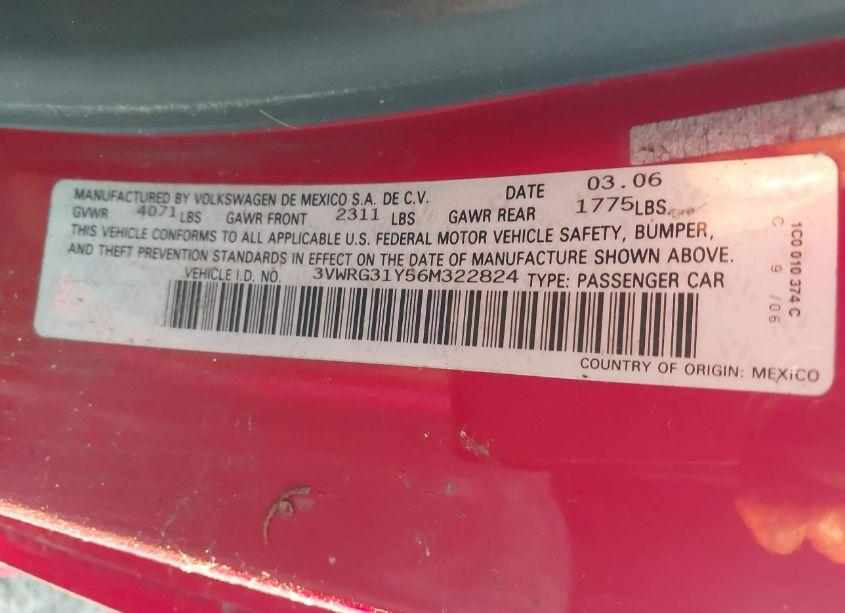 MANUFACTURED BY VOLKSWAGEN DE MEXICO S.A. DE C.V. DATE 03.06
GVWR 4071 LBS GAWR FRONT 2311 LBS GAWR REAR 1775 LBS
THIS VEHICLE CONFORMS TO ALL APPLICABLE U.S. FEDERAL MOTOR VEHICLE SAFETY, BUMPER,
AND THEFT PREVENTION STANDARDS IN EFFECT ON THE DATE OF MANUFACTURE SHOWN ABOVE.
VEHICLE I.D. NO. 3VWRG31Y56M322824 TYPE: PASSENGER CAR
COUNTRY OF ORIGIN: MEXICO
1C0 010 374 C
C 9 /06